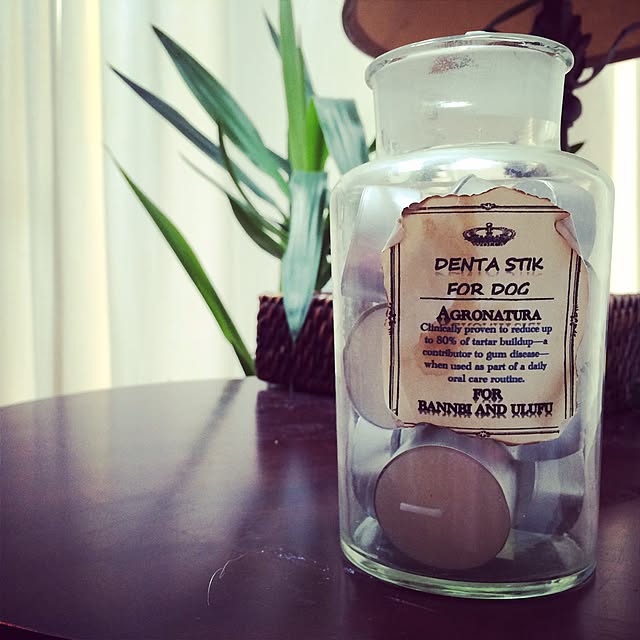 DENTA STIK
FOR DOG
AGRONATURA
Clinically proven to reduce up
to 80% of tartar buildup—a
contributor to gum disease—
when used as part of a daily
oral care routine.
FOR
BANNBI AND ULUFU